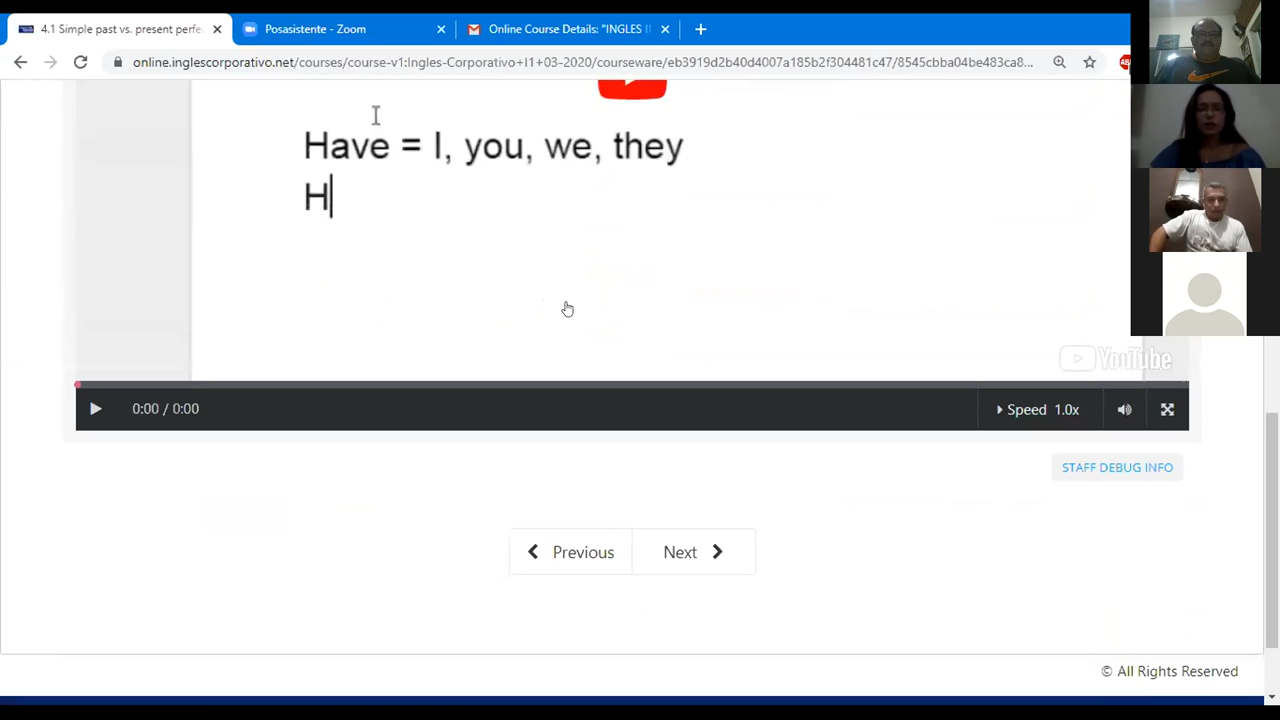 4.1 Simple past vs. present perfe
Posasistente - Zoom
Online Course Details: "INGLES II
online.inglescorporativo.net/courses/course-v1:Ingles-Corporativo+I1+03-2020/courseware/eb3919d2b40d4007a185b2f304481c47/8545cbba04be483ca8...
Have = I, you, we, they
H
YouTube
0:00 / 0:00
Speed 1.0x
STAFF DEBUG INFO
Previous
Next
© All Rights Reserved